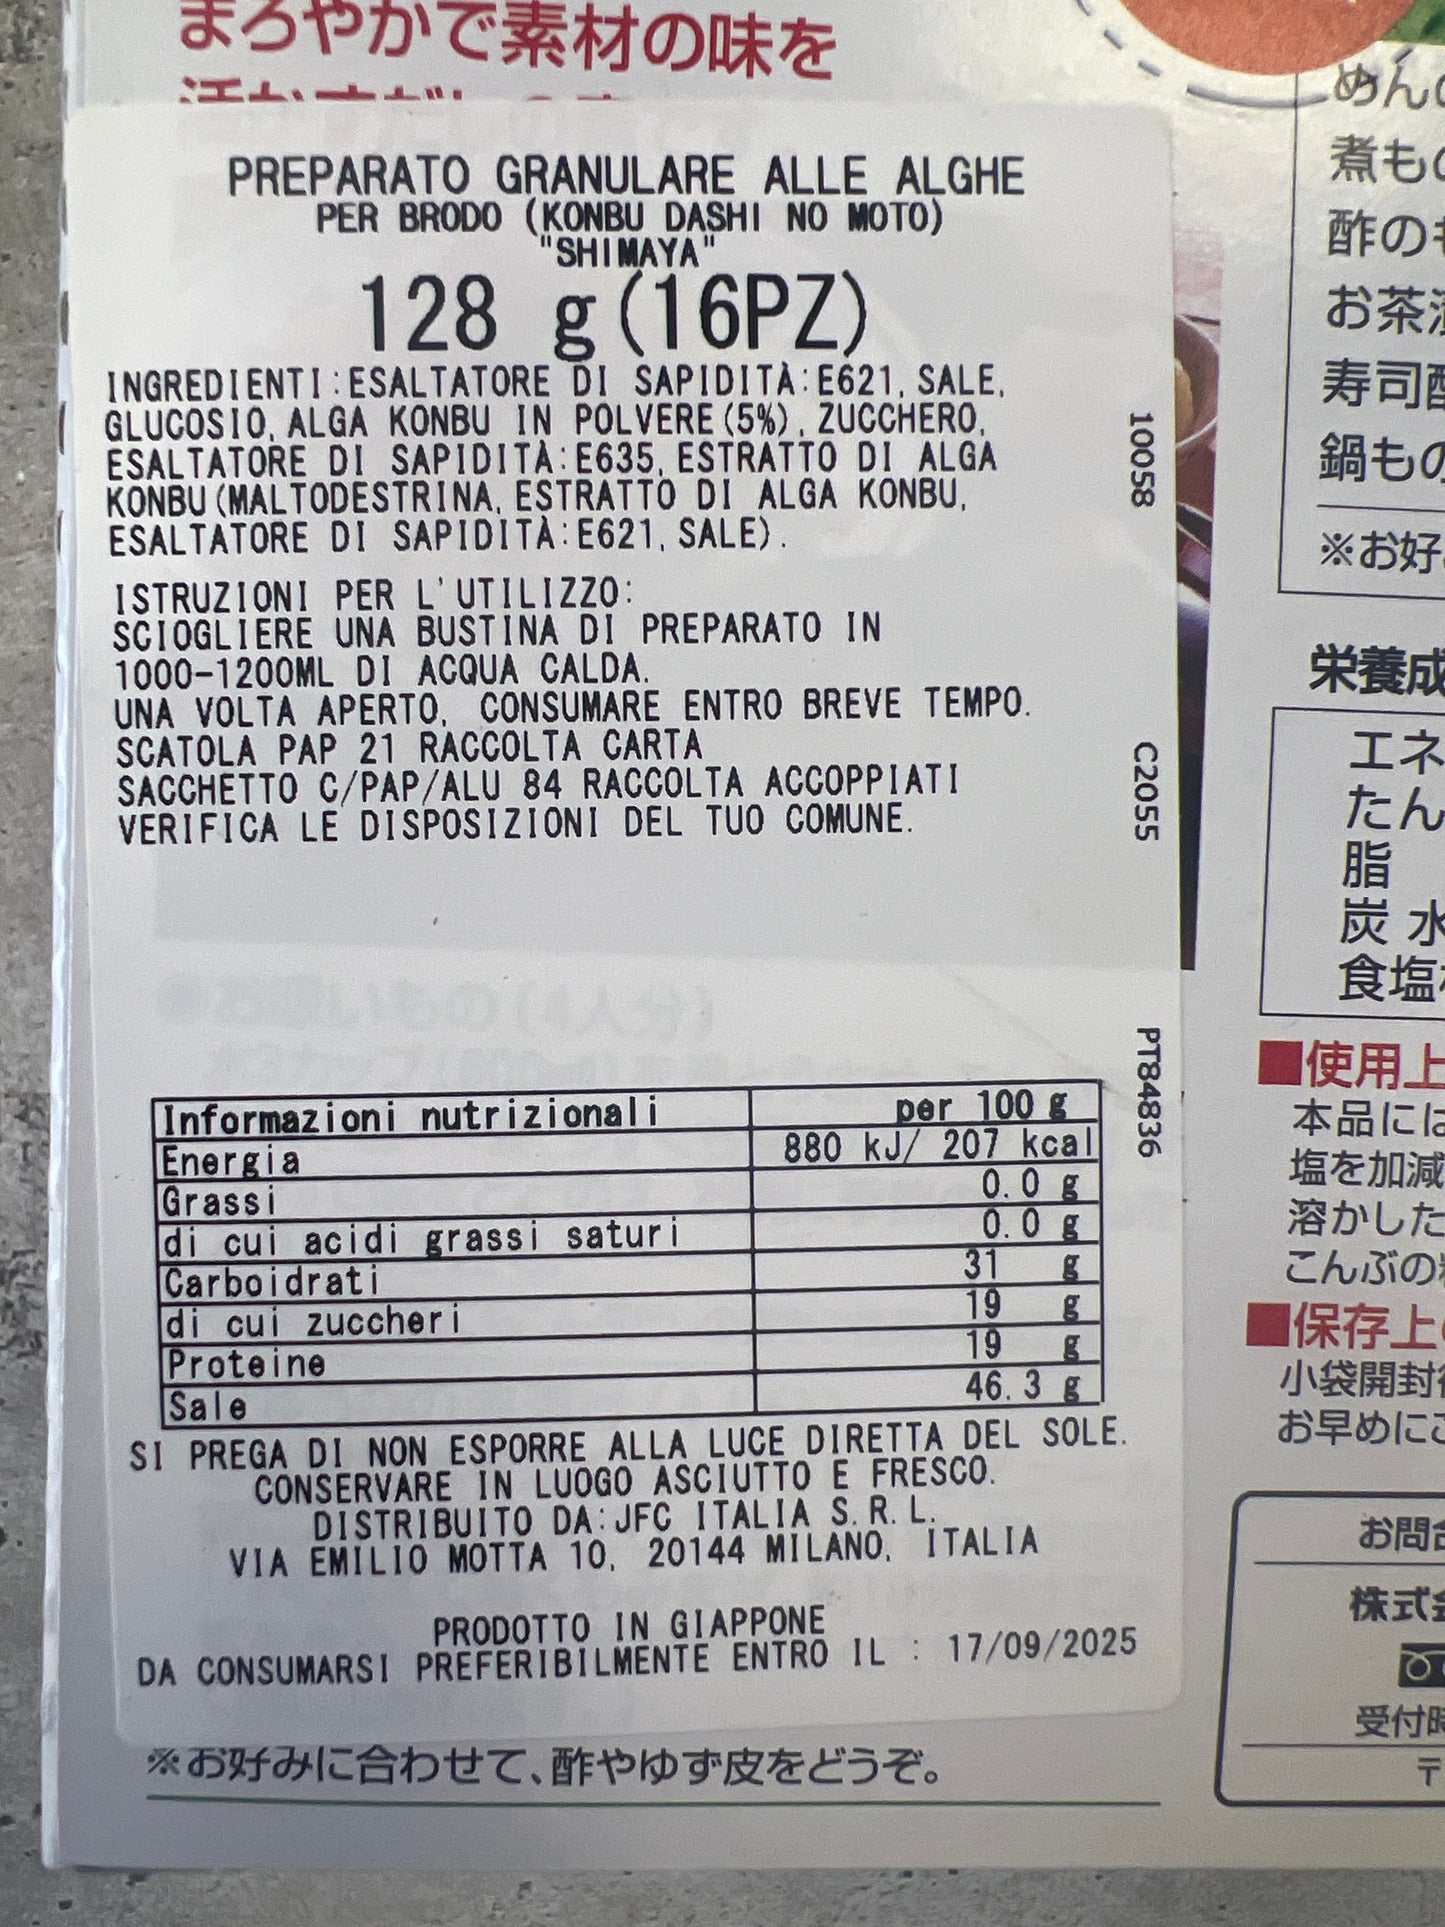 まろやかで素材の味を
PREPARATO GRANULARE ALLE ALGHE
PER BRODO (KONBU DASHI NO MOTO)
"SHIMAYA"
128 g(16PZ)
INGREDIENTI:ESALTATORE DI SAPIDITÀ:E621, SALE,
GLUCOSIO, ALGA KONBU IN POLVERE(5%), ZUCCHERO,
ESALTATORE DI SAPIDITÀ:E635, ESTRATTO DI ALGA
KONBU(MALTODESTRINA, ESTRATTO DI ALGA KONBU,
ESALTATORE DI SAPIDITÀ:E621, SALE).
ISTRUZIONI PER L'UTILIZZO:
SCIOGLIERE UNA BUSTINA DI PREPARATO IN
1000-1200ML DI ACQUA CALDA.
UNA VOLTA APERTO, CONSUMARE ENTRO BREVE TEMPO.
SCATOLA PAP 21 RACCOLTA CARTA
SACCHETTO C/PAP/ALU 84 RACCOLTA ACCOPPIATI
VERIFICA LE DISPOSIZIONI DEL TUO COMUNE.
Informazioni nutrizionali per 100 g
Energia 880 kJ/ 207 kcal
Grassi 0.0 g
di cui acidi grassi saturi 0.0 g
Carboidrati 31 g
di cui zuccheri 19 g
Proteine 19 g
Sale 46.3 g
SI PREGA DI NON ESPORRE ALLA LUCE DIRETTA DEL SOLE.
CONSERVARE IN LUOGO ASCIUTTO E FRESCO.
DISTRIBUITO DA:JFC ITALIA S.R.L.
VIA EMILIO MOTTA 10, 20144 MILANO, ITALIA
PRODOTTO IN GIAPPONE
DA CONSUMARSI PREFERIBILMENTE ENTRO IL : 17/09/2025
10058
C2055
PT84836
※お好みに合わせて、酢やゆず皮をどうぞ。
めん
煮もの
酢の
お茶
寿司
鍋もの
※お好
栄養成
エネ
たん
脂
炭水
食塩
■使用上
本品には
塩を加減
溶かした
こんぶの
■保存上
小袋開封
お早めに
お問合
株式
受付時
〒